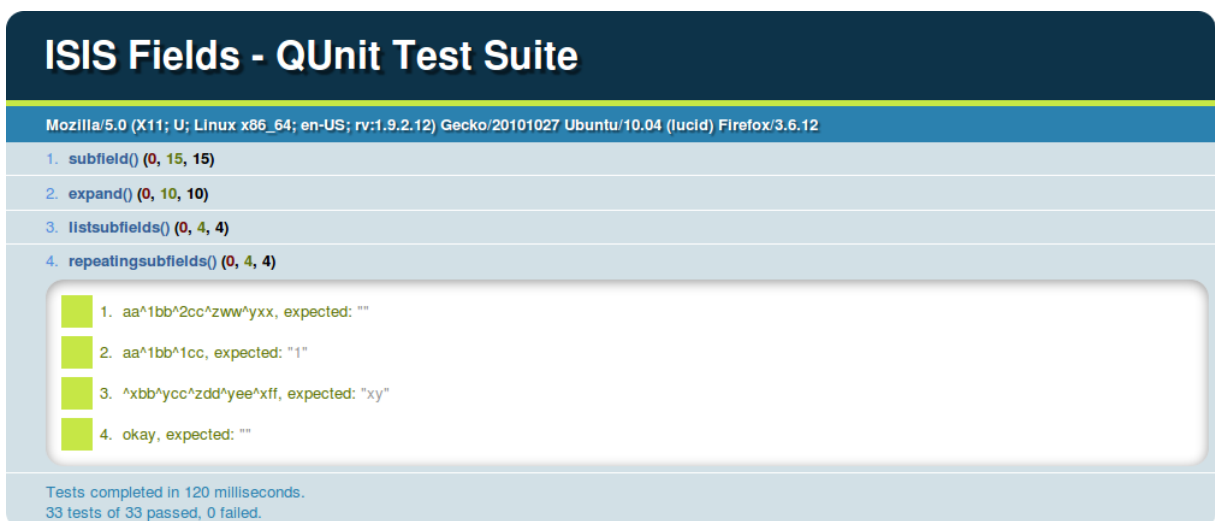 ISIS Fields - QUnit Test Suite
Mozilla/5.0 (X11; U; Linux x86_64; en-US; rv:1.9.2.12) Gecko/20101027 Ubuntu/10.04 (lucid) Firefox/3.6.12
1. subfield() (0, 15, 15)
2. expand() (0, 10, 10)
3. listsubfields() (0, 4, 4)
4. repeatingsubfields() (0, 4, 4)
1. aa^1bb^2cc^zww^yxx, expected: ""
2. aa^1bb^1cc, expected: "1"
3. ^xbb^ycc^zdd^yee^xff, expected: "xy"
4. okay, expected: ""
Tests completed in 120 milliseconds.
33 tests of 33 passed, 0 failed.